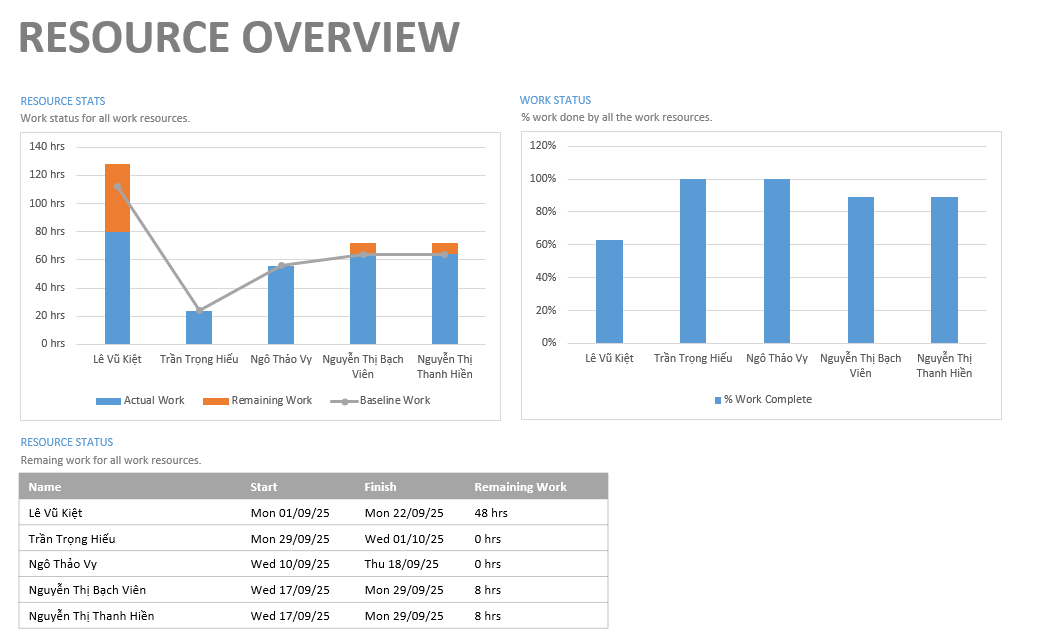 RESOURCE OVERVIEW
RESOURCE STATS
Work status for all work resources.
140 hrs
120 hrs
100 hrs
80 hrs
60 hrs
40 hrs
20 hrs
0 hrs
Lê Vũ Kiệt Trần Trọng Hiếu Ngô Thảo Vy Nguyễn Thị Bạch Nguyễn Thị
Viên Thanh Hiền
Actual Work Remaining Work Baseline Work
WORK STATUS
% work done by all the work resources.
120%
100%
80%
60%
40%
20%
0%
Lê Vũ Kiệt Trần Trọng Hiếu Ngô Thảo Vy Nguyễn Thị Bạch Nguyễn Thị
Viên Thanh Hiền
% Work Complete
RESOURCE STATUS
Remaing work for all work resources.
Name Start Finish Remaining Work
Lê Vũ Kiệt Mon 01/09/25 Mon 22/09/25 48 hrs
Trần Trọng Hiếu Mon 29/09/25 Wed 01/10/25 0 hrs
Ngô Thảo Vy Wed 10/09/25 Thu 18/09/25 0 hrs
Nguyễn Thị Bạch Viên Wed 17/09/25 Mon 29/09/25 8 hrs
Nguyễn Thị Thanh Hiền Wed 17/09/25 Mon 29/09/25 8 hrs